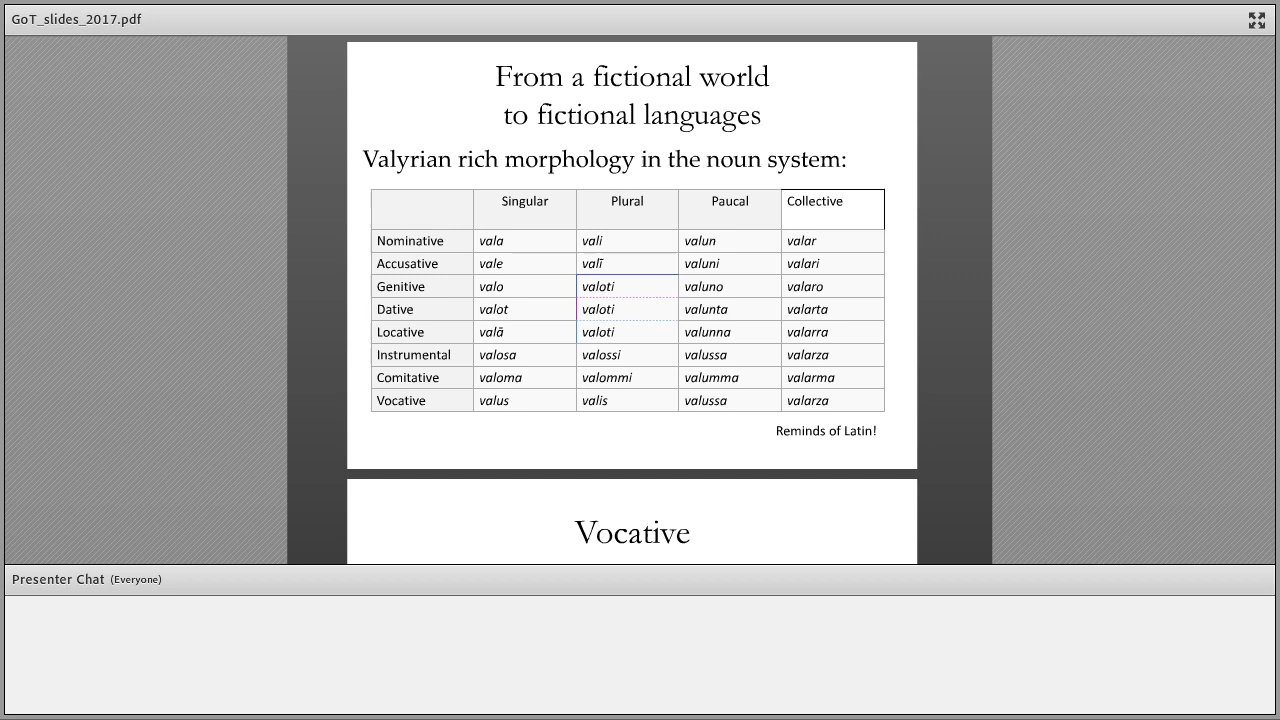 GoT_slides_2017.pdf
From a fictional world
to fictional languages
Valyrian rich morphology in the noun system:
Singular Plural Paucal Collective
Nominative vala vali valun valar
Accusative vale valī valuni valari
Genitive valo valoti valuno valaro
Dative valot valoti valunta valarta
Locative valā valoti valunna valarra
Instrumental valosa valossi valussa valarza
Comitative valoma valommi valumma valarma
Vocative valus valis valussa valarza
Reminds of Latin!
Vocative
Presenter Chat (Everyone)